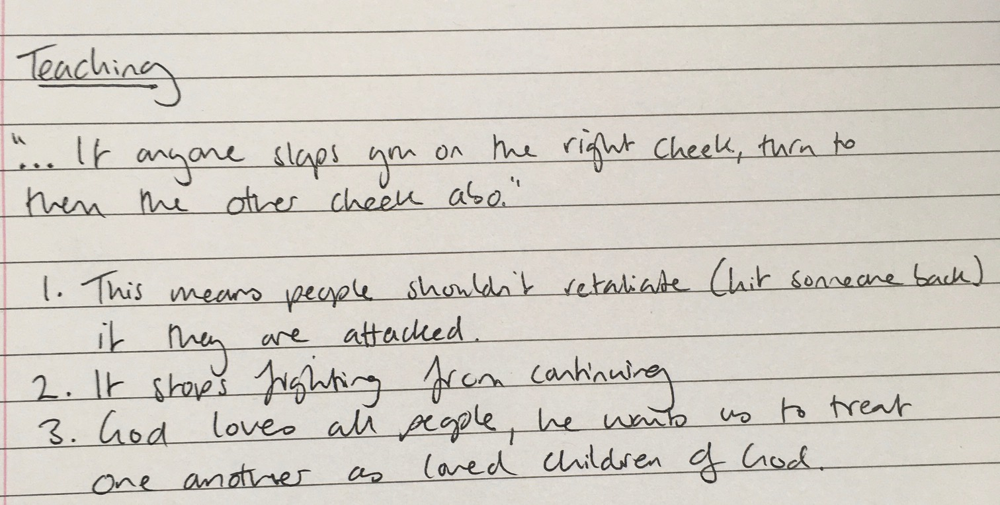 Teaching
"... If anyone slaps you on the right cheek, turn to
them the other cheek also."
1. This means people shouldn't retaliate (hit someone back)
if they are attacked.
2. It stops fighting from continuing
3. God loves all people, he wants us to treat
one another as loved children of God.